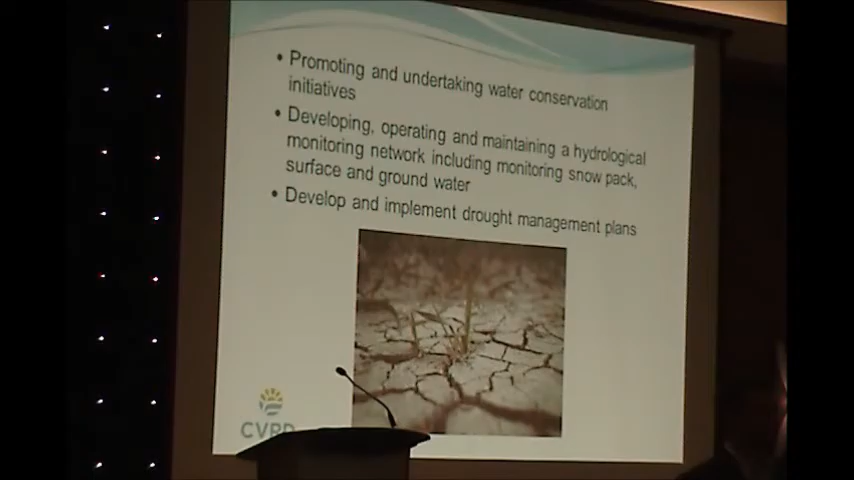 • Promoting and undertaking water conservation
initiatives
• Developing, operating and maintaining a hydrological
monitoring network including monitoring snow pack,
surface and ground water
• Develop and implement drought management plans
CVRD